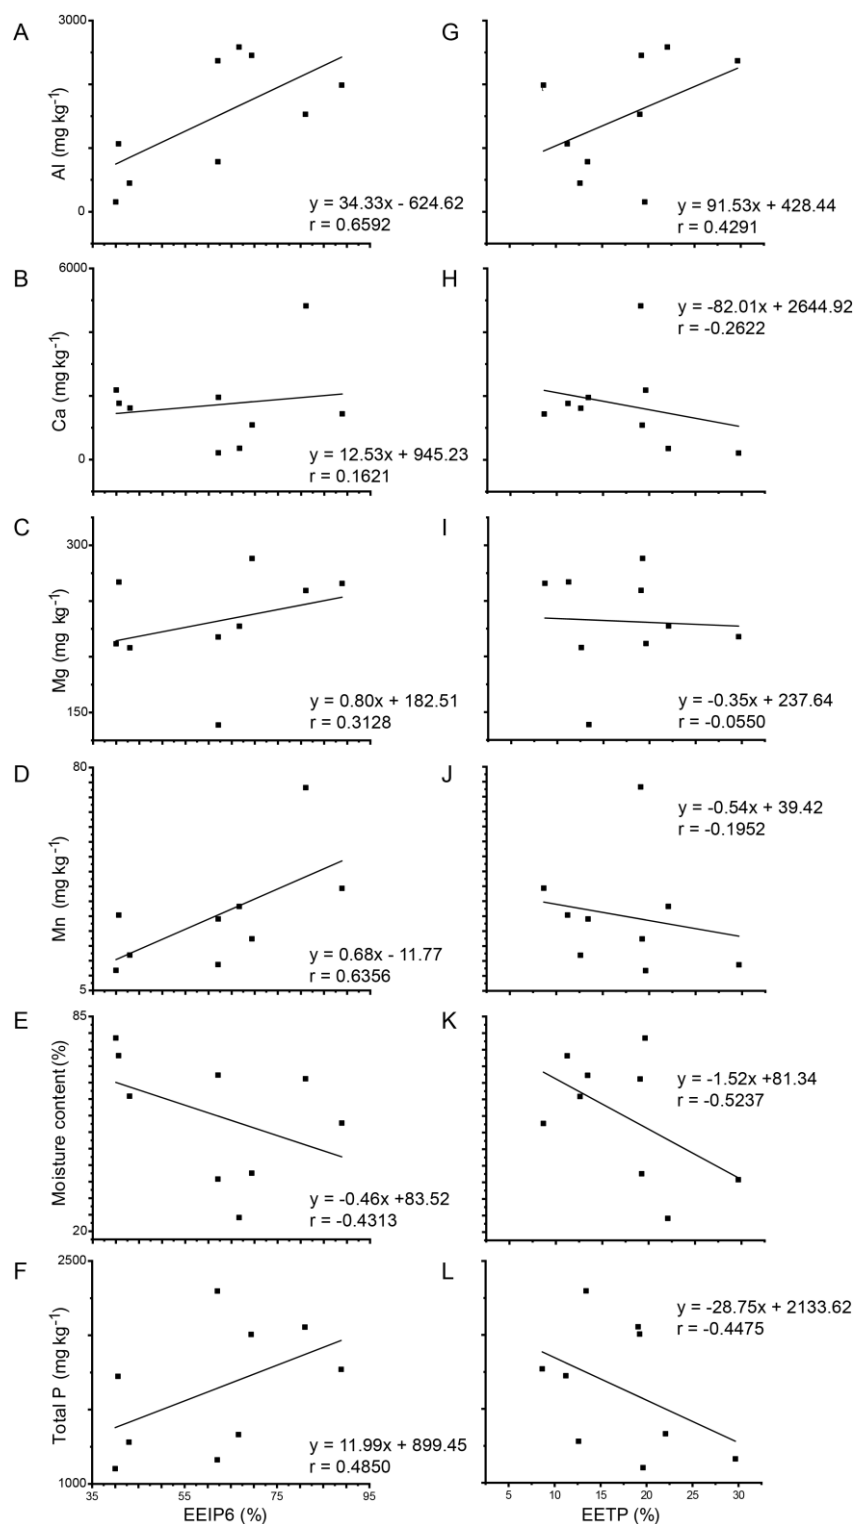 A
G
3000
0
Al (mg kg⁻¹)
y = 34.33x - 624.62
r = 0.6592
y = 91.53x + 428.44
r = 0.4291
B
H
6000
0
Ca (mg kg⁻¹)
y = 12.53x + 945.23
r = 0.1621
y = -82.01x + 2644.92
r = -0.2622
C
I
300
150
Mg (mg kg⁻¹)
y = 0.80x + 182.51
r = 0.3128
y = -0.35x + 237.64
r = -0.0550
D
J
80
5
Mn (mg kg⁻¹)
y = 0.68x - 11.77
r = 0.6356
y = -0.54x + 39.42
r = -0.1952
E
K
85
20
Moisture content (%)
y = -0.46x +83.52
r = -0.4313
y = -1.52x +81.34
r = -0.5237
F
L
2500
1000
Total P (mg kg⁻¹)
y = 11.99x + 899.45
r = 0.4850
y = -28.75x + 2133.62
r = -0.4475
35 55 75 95
EEIP6 (%)
5 10 15 20 25 30
EETP (%)